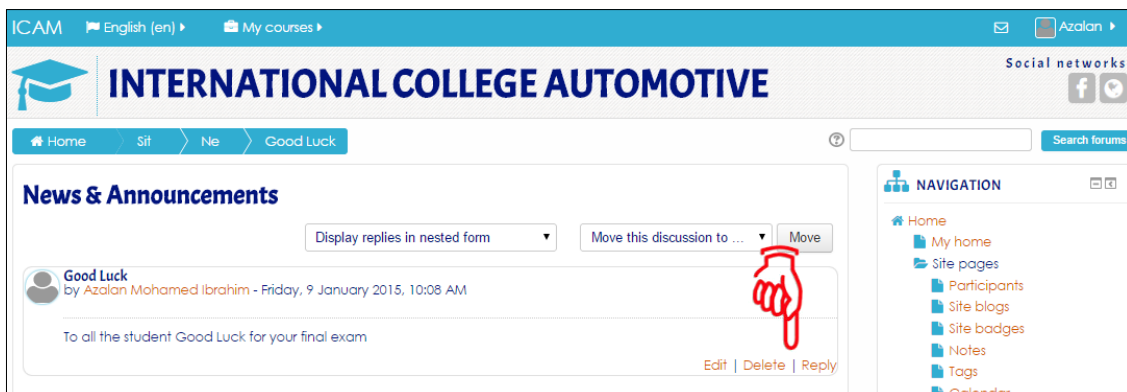 ICAM English (en) My courses Azalan
INTERNATIONAL COLLEGE AUTOMOTIVE
Social networks
Home Sit Ne Good Luck Search forums
News & Announcements
Display replies in nested form Move this discussion to ... Move
Good Luck
by Azalan Mohamed Ibrahim - Friday, 9 January 2015, 10:08 AM
To all the student Good Luck for your final exam
Edit | Delete | Reply
NAVIGATION
Home
My home
Site pages
Participants
Site blogs
Site badges
Notes
Tags
Calendar